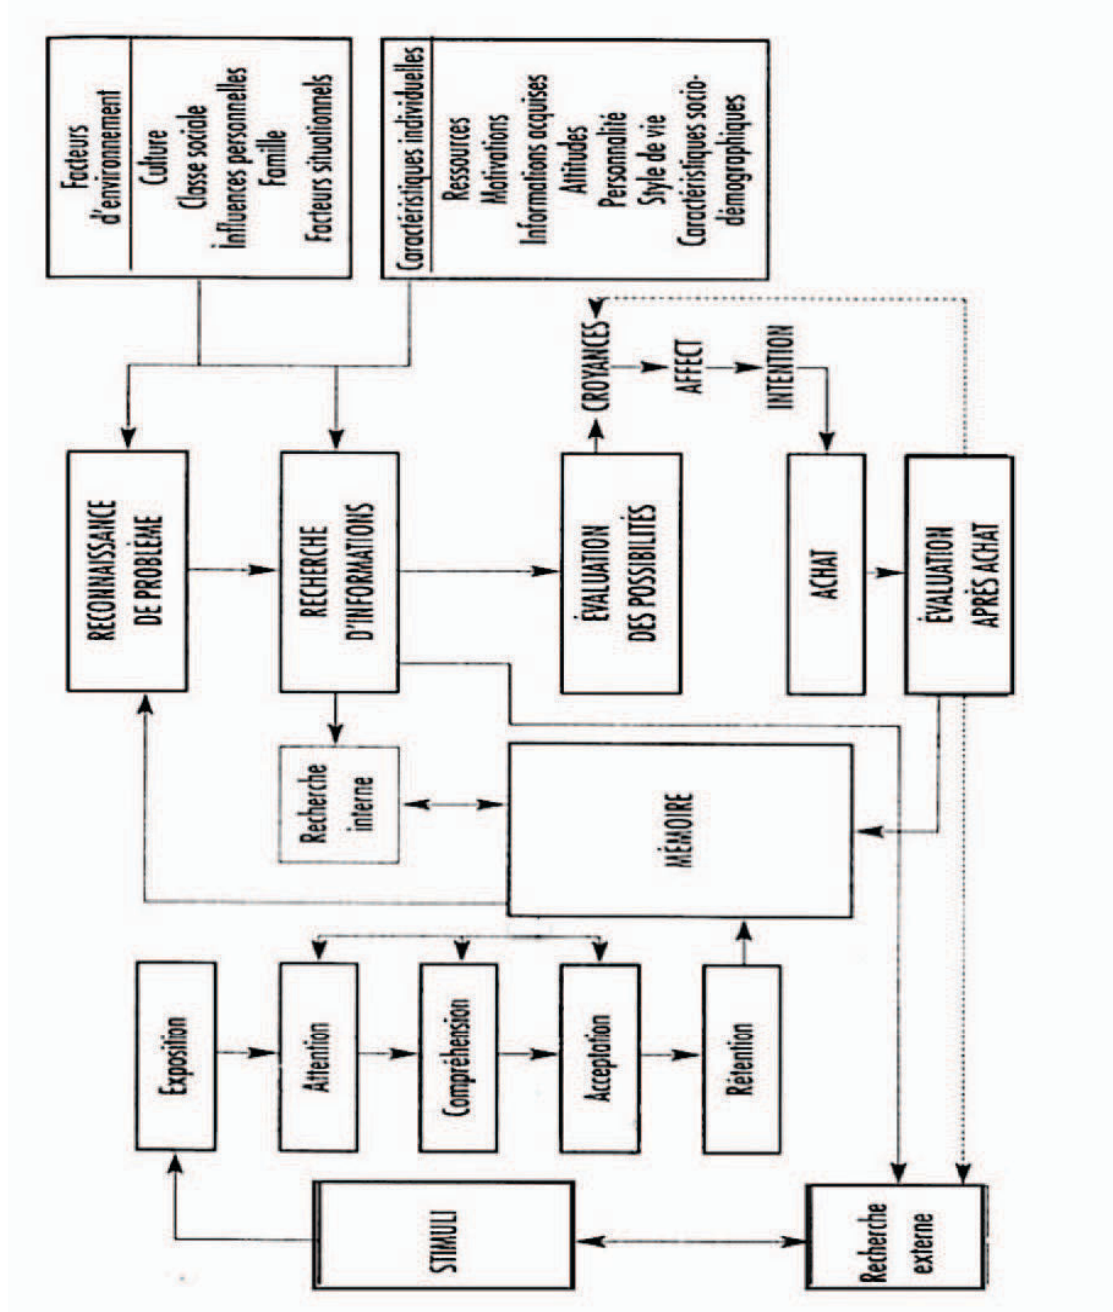 STIMULI
Recherche
externe
Exposition
Attention
Compréhension
Acceptation
Rétention
Recherche
interne
MÉMOIRE
RECONNAISSANCE
DE PROBLÈME
RECHERCHE
D'INFORMATIONS
ÉVALUATION
DES POSSIBILITÉS
ACHAT
ÉVALUATION
APRÈS ACHAT
CROYANCES
AFFECT
INTENTION
Facteurs
d'environnement
Culture
Classe sociale
Influences personnelles
Famille
Facteurs situationnels
Caractéristiques individuelles
Ressources
Motivations
Informations acquises
Attitudes
Personnalité
Style de vie
Caractéristiques socio-
démographiques